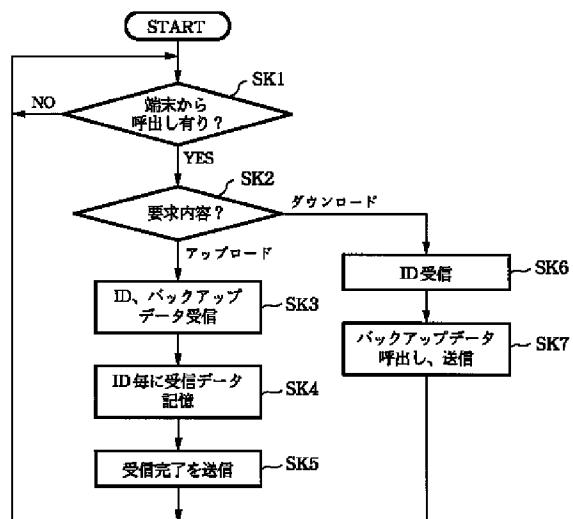 START
SK1
NO
端末から
呼出し有り？
YES
SK2
要求内容？
ダウンロード
アップロード
ID、バックアップ
データ受信
SK3
ID受信
SK6
バックアップデータ
呼出し、送信
SK7
ID毎に受信データ
記憶
SK4
受信完了を送信
SK5